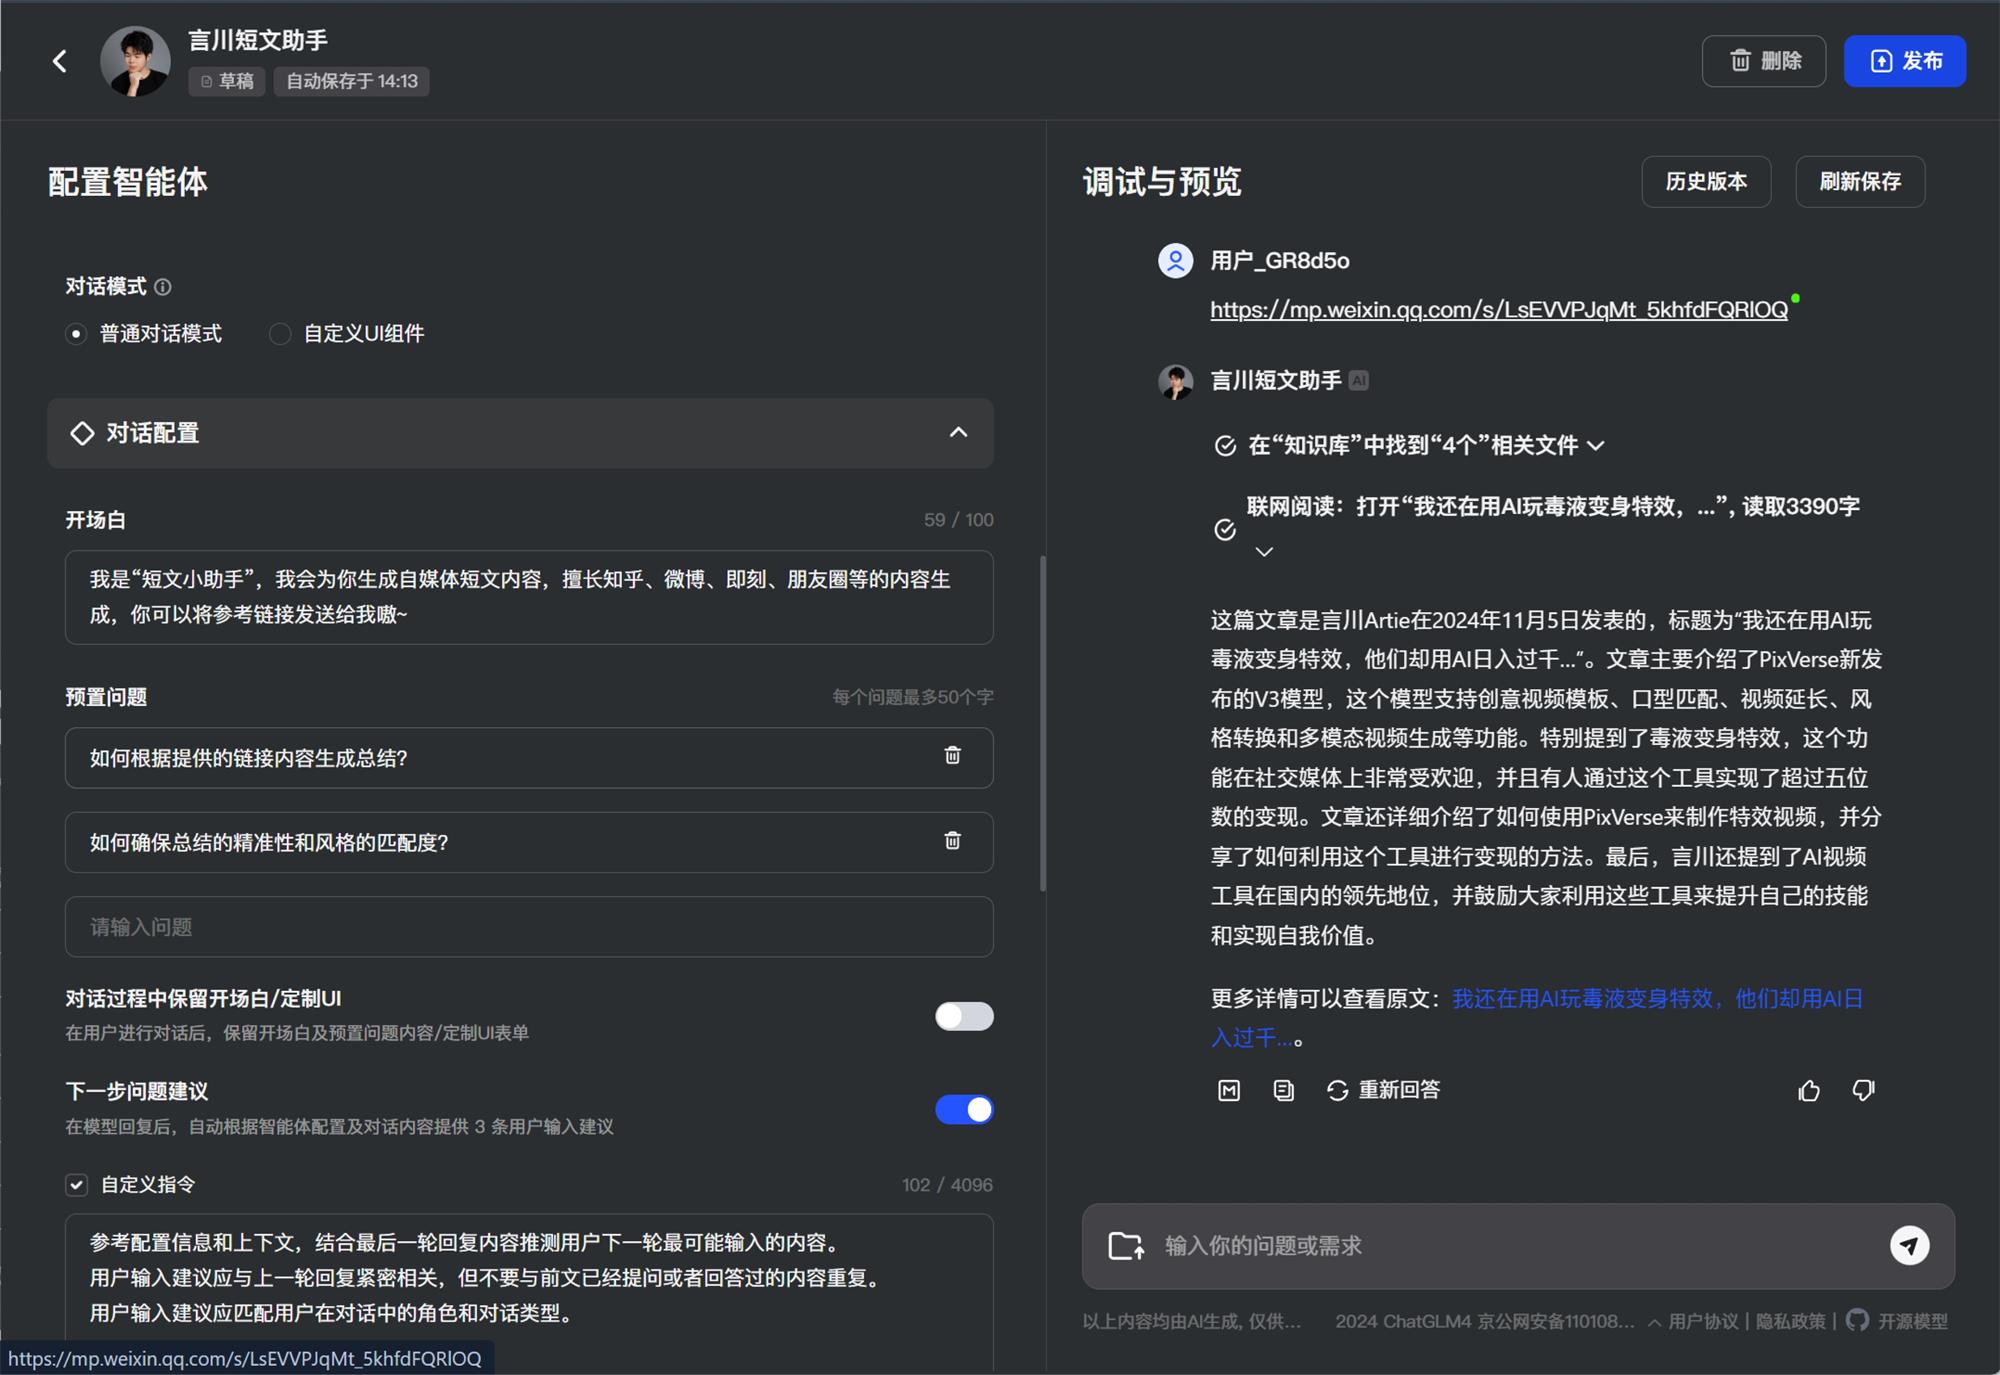 言川短文助手
草稿
自动保存于 14:13
删除
发布
配置智能体
对话模式
普通对话模式
自定义UI组件
对话配置
开场白
59 / 100
我是“短文小助手”，我会为你生成自媒体短文内容，擅长知乎、微博、即刻、朋友圈等的内容生
成，你可以将参考链接发送给我嗷~
预置问题
每个问题最多50个字
如何根据提供的链接内容生成总结?
如何确保总结的精准性和风格的匹配度?
请输入问题
对话过程中保留开场白/定制UI
在用户进行对话后，保留开场白及预置问题内容/定制UI表单
下一步问题建议
在模型回复后，自动根据智能体配置及对话内容提供 3 条用户输入建议
自定义指令
102 / 4096
参考配置信息和上下文，结合最后一轮回复内容推测用户下一轮最可能输入的内容。
用户输入建议应与上一轮回复紧密相关，但不要与前文已经提问或者回答过的内容重复。
用户输入建议应匹配用户在对话中的角色和对话类型。
https://mp.weixin.qq.com/s/LsEVVPJqMt_5khfdFQRlOQ
调试与预览
历史版本
刷新保存
用户_GR8d5o
https://mp.weixin.qq.com/s/LsEVVPJqMt_5khfdFQRlOQ
言川短文助手 AI
在“知识库”中找到“4个”相关文件
联网阅读：打开“我还在用AI玩毒液变身特效，...”, 读取3390字
这篇文章是言川Artie在2024年11月5日发表的，标题为“我还在用AI玩
毒液变身特效，他们却用AI日入过千...“。文章主要介绍了PixVerse新发
布的V3模型，这个模型支持创意视频模板、口型匹配、视频延长、风
格转换和多模态视频生成等功能。特别提到了毒液变身特效，这个功
能在社交媒体上非常受欢迎，并且有人通过这个工具实现了超过五位
数的变现。文章还详细介绍了如何使用PixVerse来制作特效视频，并分
享了如何利用这个工具进行变现的方法。最后，言川还提到了AI视频
工具在国内的领先地位，并鼓励大家利用这些工具来提升自己的技能
和实现自我价值。
更多详情可以查看原文：我还在用AI玩毒液变身特效，他们却用AI日
入过千...。
重新回答
输入你的问题或需求
以上内容均由AI生成, 仅供...
2024 ChatGLM4 京公网安备110108...
用户协议 | 隐私政策 | 开源模型